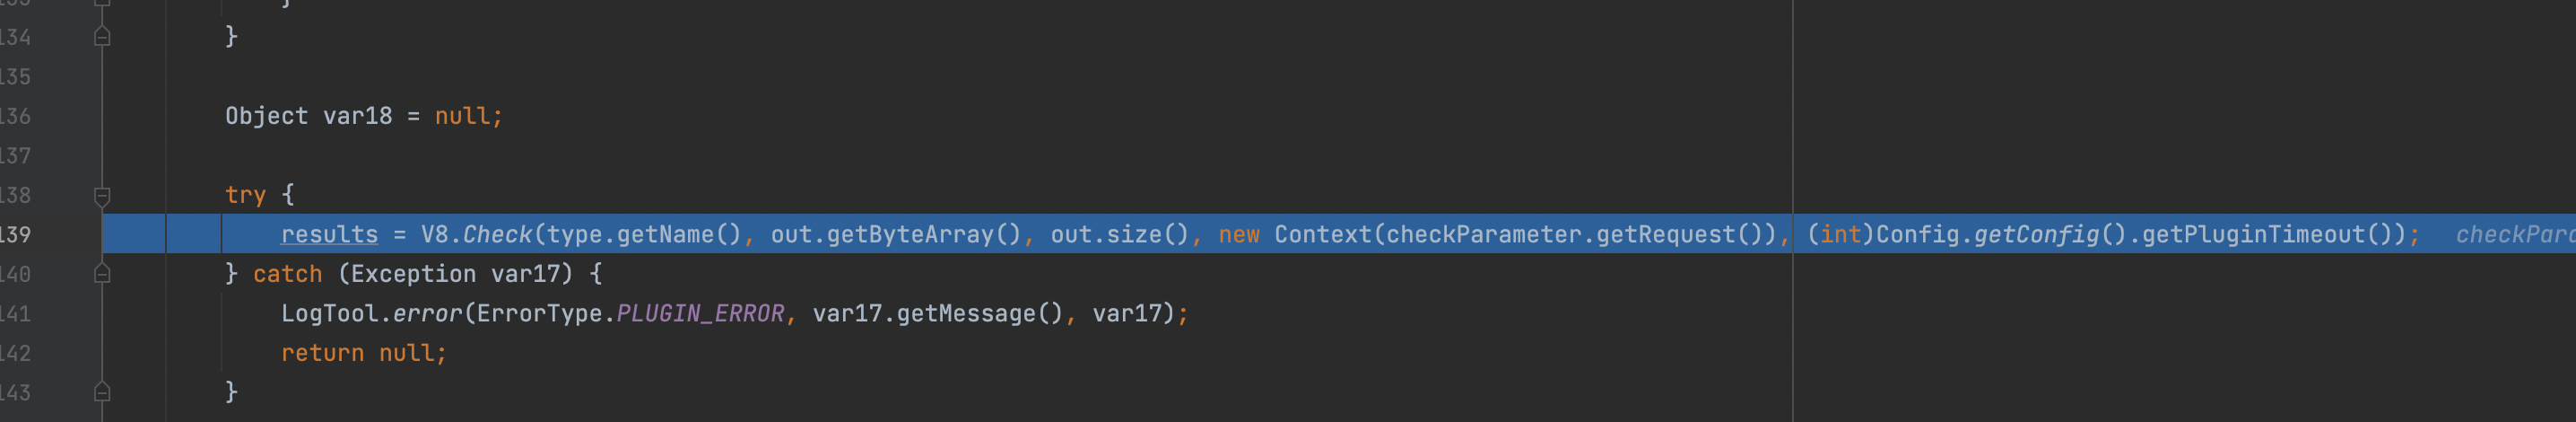 }
134 }
135
136 Object var18 = null;
137
138 try {
139 results = V8.Check(type.getName(), out.getByteArray(), out.size(), new Context(checkParameter.getRequest()), (int)Config.getConfig().getPluginTimeout()); checkPara
140 } catch (Exception var17) {
141 LogTool.error(ErrorType.PLUGIN_ERROR, var17.getMessage(), var17);
142 return null;
143 }